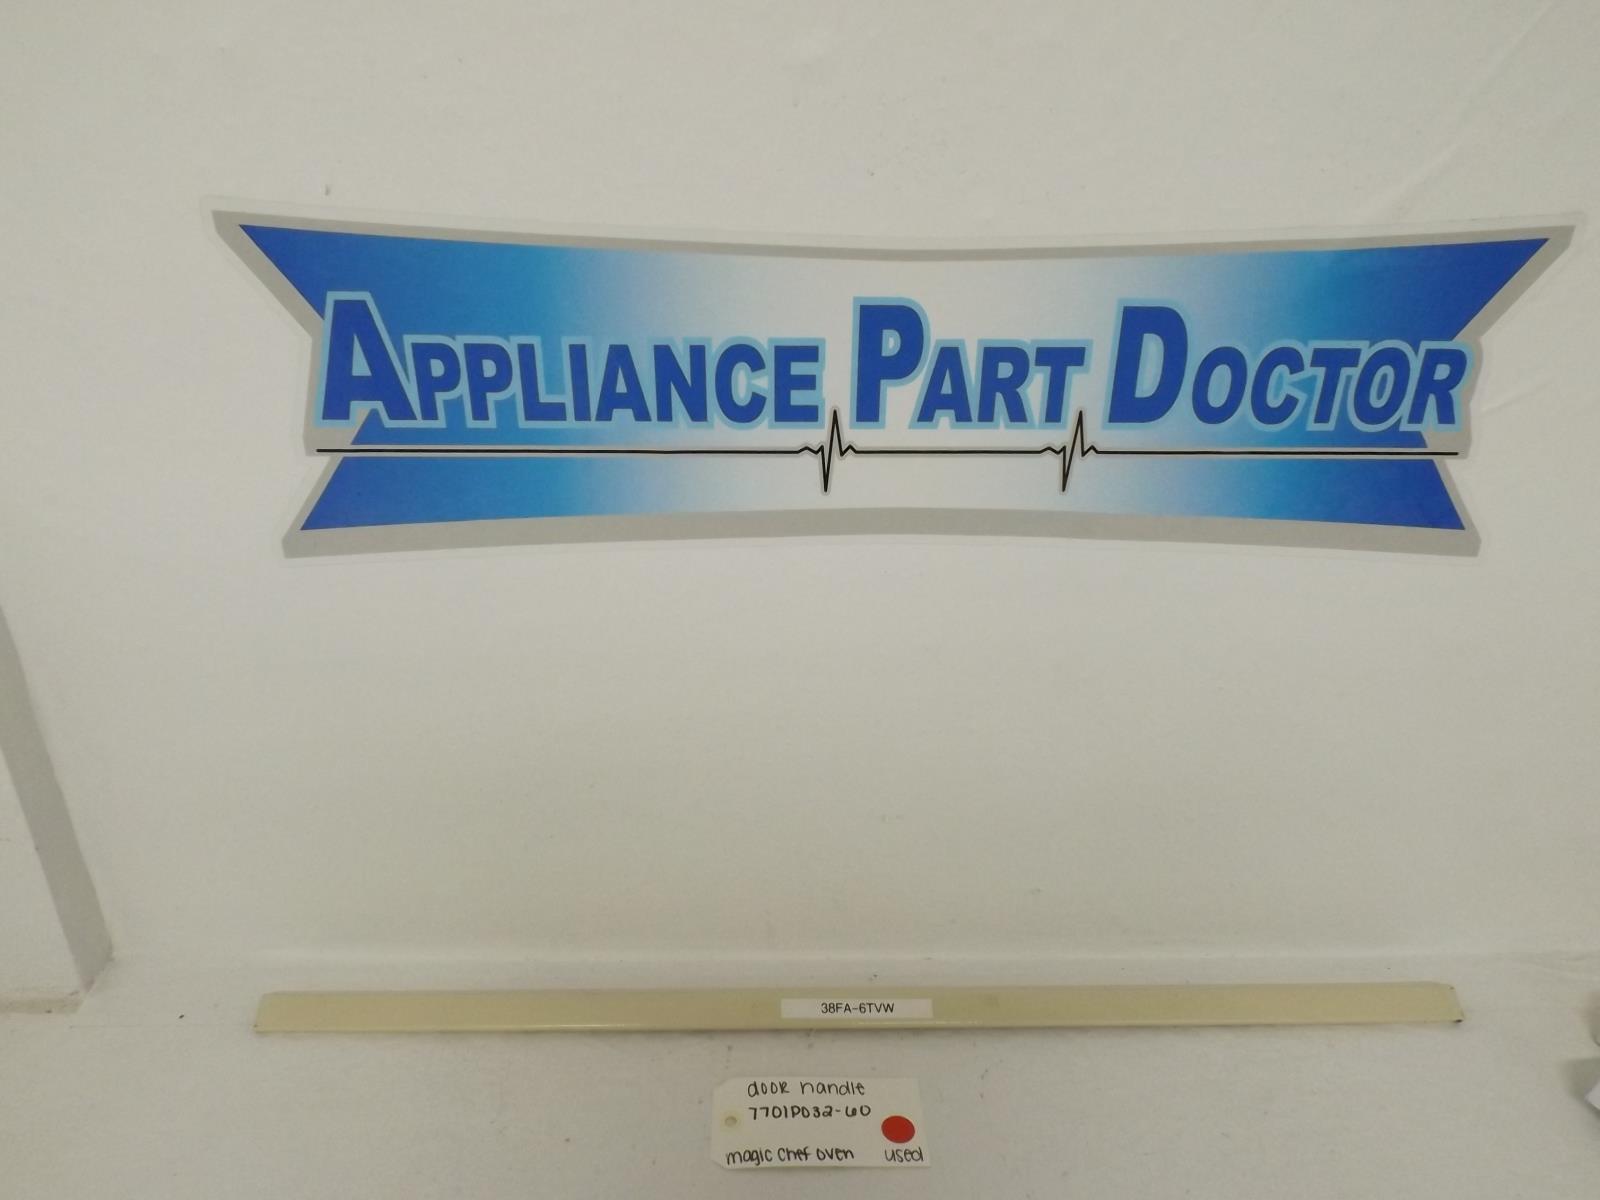 APPLIANCE PART DOCTOR
38FA-6TVW
door handle
7701P032-60
magic chef oven used